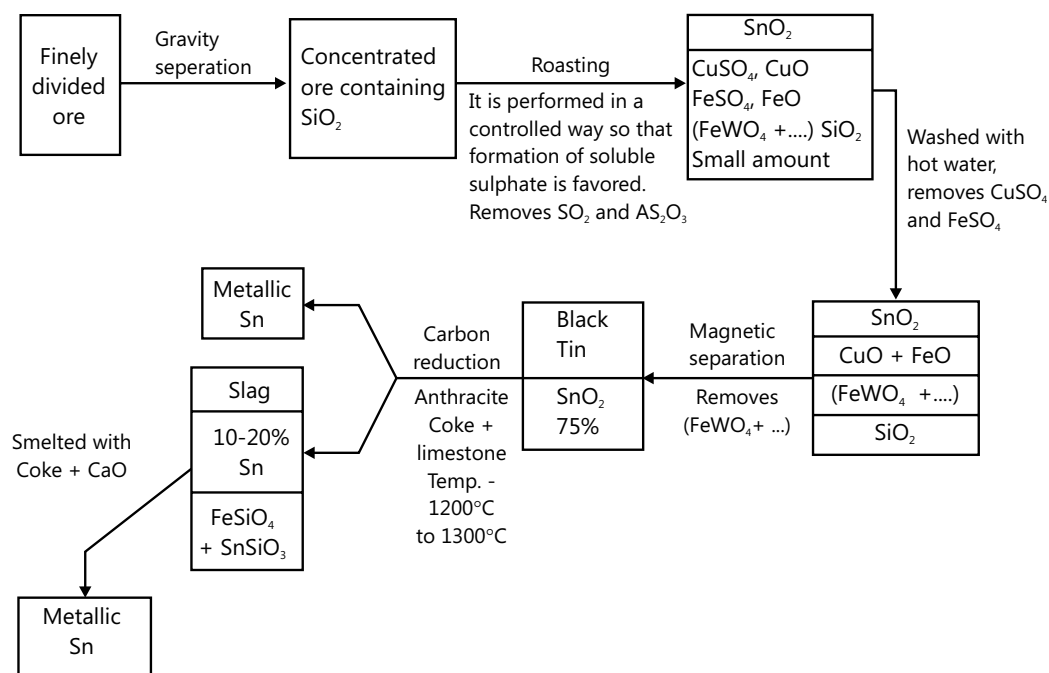 Finely
divided
ore
Gravity
seperation
Concentrated
ore containing
SiO₂
Roasting
It is performed in a
controlled way so that
formation of soluble
sulphate is favored.
Removes SO₂ and AS₂O₃
SnO₂
CuSO₄, CuO
FeSO₄, FeO
(FeWO₄ +....) SiO₂
Small amount
Washed with
hot water,
removes CuSO₄
and FeSO₄
SnO₂
CuO + FeO
(FeWO₄ +....)
SiO₂
Magnetic
separation
Removes
(FeWO₄+ ...)
Black
Tin
SnO₂
75%
Carbon
reduction
Anthracite
Coke +
limestone
Temp. -
1200°C
to 1300°C
Metallic
Sn
Slag
10-20%
Sn
FeSiO₄
+ SnSiO₃
Smelted with
Coke + CaO
Metallic
Sn